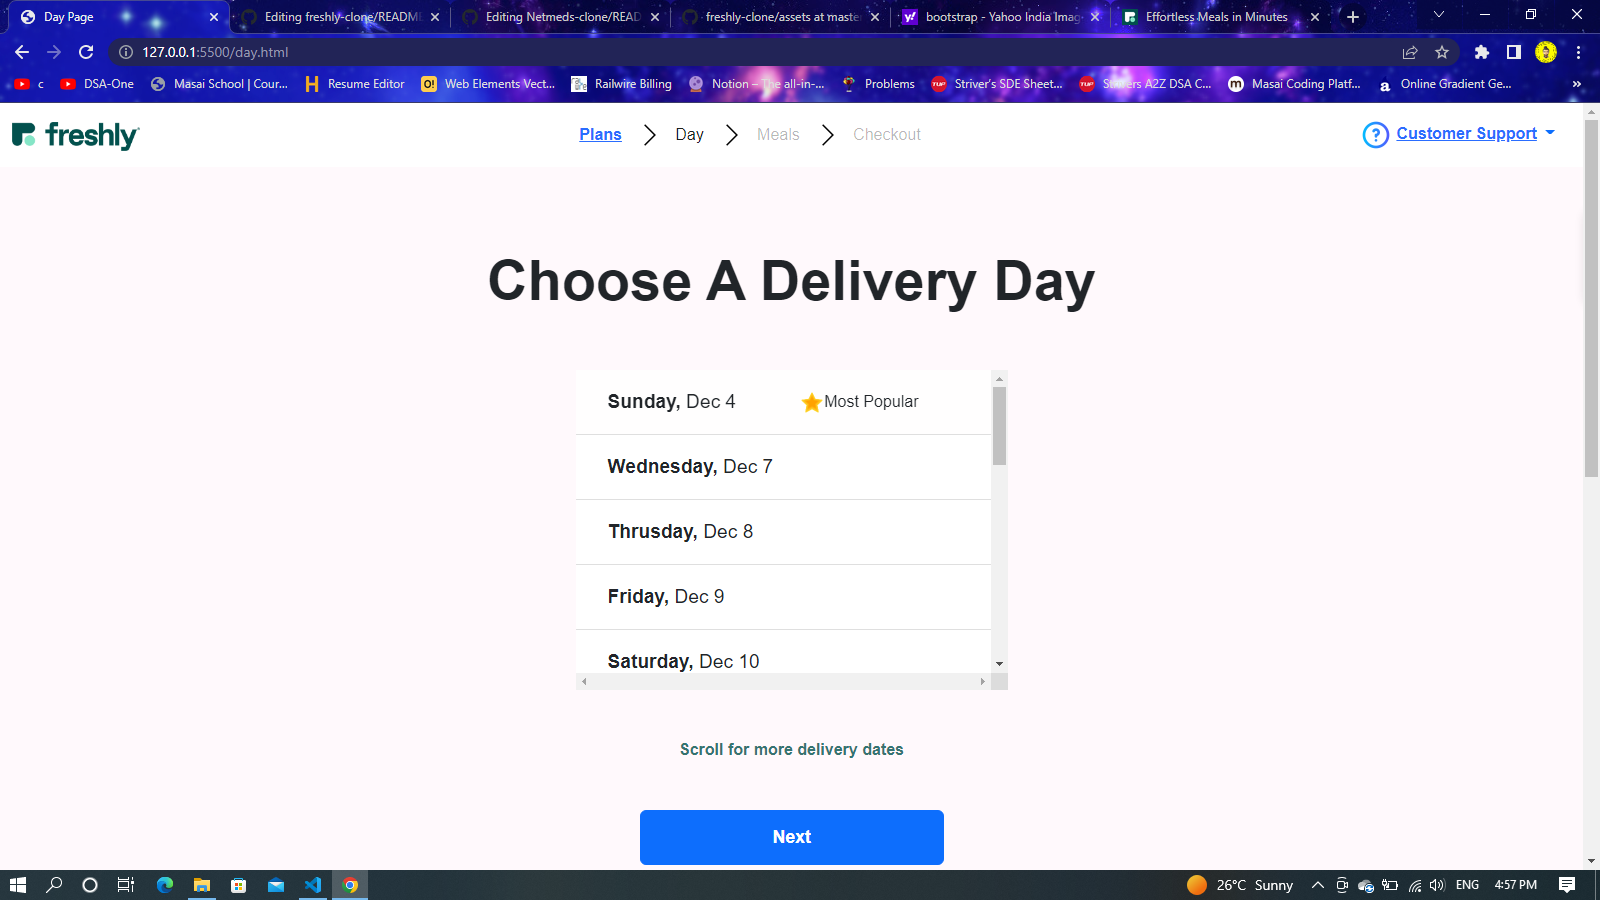 Day Page
Editing freshly-clone/READM
Editing Netmeds-clone/READ
freshly-clone/assets at maste
bootstrap - Yahoo India Imag
Effortless Meals in Minutes
127.0.0.1:5500/day.html
c
DSA-One
Masai School | Cour...
Resume Editor
Web Elements Vect...
Railwire Billing
Notion – The all-in-...
Problems
Striver's SDE Sheet...
Strivers A2Z DSA C...
Masai Coding Platf...
Online Gradient Ge...
freshly
Plans
Day
Meals
Checkout
? Customer Support
Choose A Delivery Day
Sunday, Dec 4
Most Popular
Wednesday, Dec 7
Thrusday, Dec 8
Friday, Dec 9
Saturday, Dec 10
Scroll for more delivery dates
Next
26°C Sunny
ENG
4:57 PM